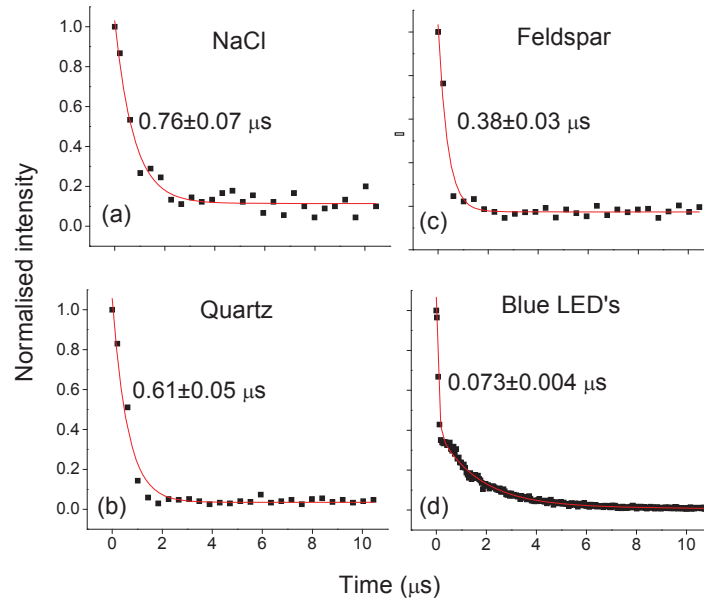 Normalised intensity
1.0
0.8
0.6
0.4
0.2
0.0
NaCl
0.76±0.07 μs
(a)
Feldspar
0.38±0.03 μs
(c)
1.0
0.8
0.6
0.4
0.2
0.0
Quartz
0.61±0.05 μs
(b)
0 2 4 6 8 10
Blue LED's
0.073±0.004 μs
(d)
0 2 4 6 8 10
Time (μs)